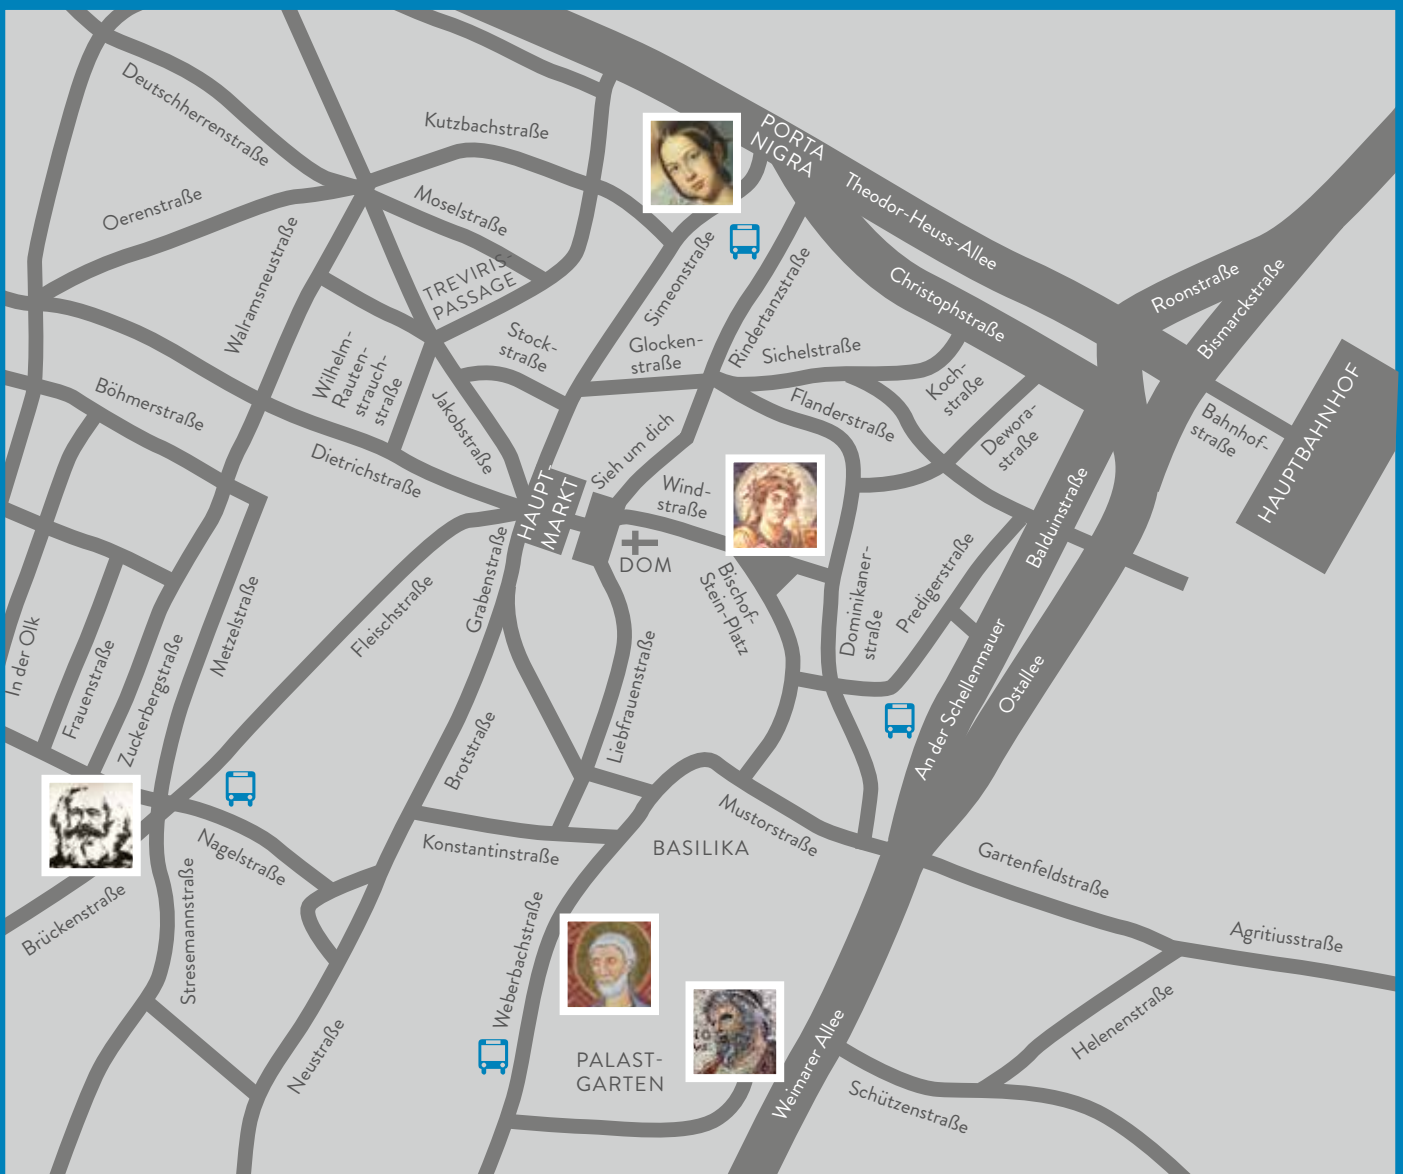 PORTA
NIGRA
Deutschherrenstraße
Kutzbachstraße
Theodor-Heuss-Allee
Oerenstraße
Moselstraße
TREVIRIS-
PASSAGE
Walramsneustraße
Simeonstraße
Rindertanzstraße
Christophstraße
Roonstraße
Bismarckstraße
Wilhelm-
Rauten-
strauch-
straße
Stock-
straße
Glocken-
straße
Sichelstraße
Koch-
straße
Flanderstraße
Dewora-
straße
Bahnhof-
straße
HAUPTBAHNHOF
Böhmerstraße
Jakobstraße
Dietrichstraße
HAUPT-
MARKT
Sieh um dich
Wind-
straße
DOM
Balduinstraße
Grabenstraße
Fleischstraße
Bischof-
Stein-Platz
Dominikaner-
straße
Predigerstraße
In der Olk
Frauenstraße
Zuckerbergstraße
Metzelstraße
Brotstraße
Liebfrauenstraße
An der Schellenmauer
Ostallee
Nagelstraße
Konstantinstraße
BASILIKA
Mustorstraße
Gartenfeldstraße
Agritiusstraße
Brückenstraße
Stresemannstraße
Weberbachstraße
Neustraße
PALAST-
GARTEN
Weimarer Allee
Helenenstraße
Schützenstraße